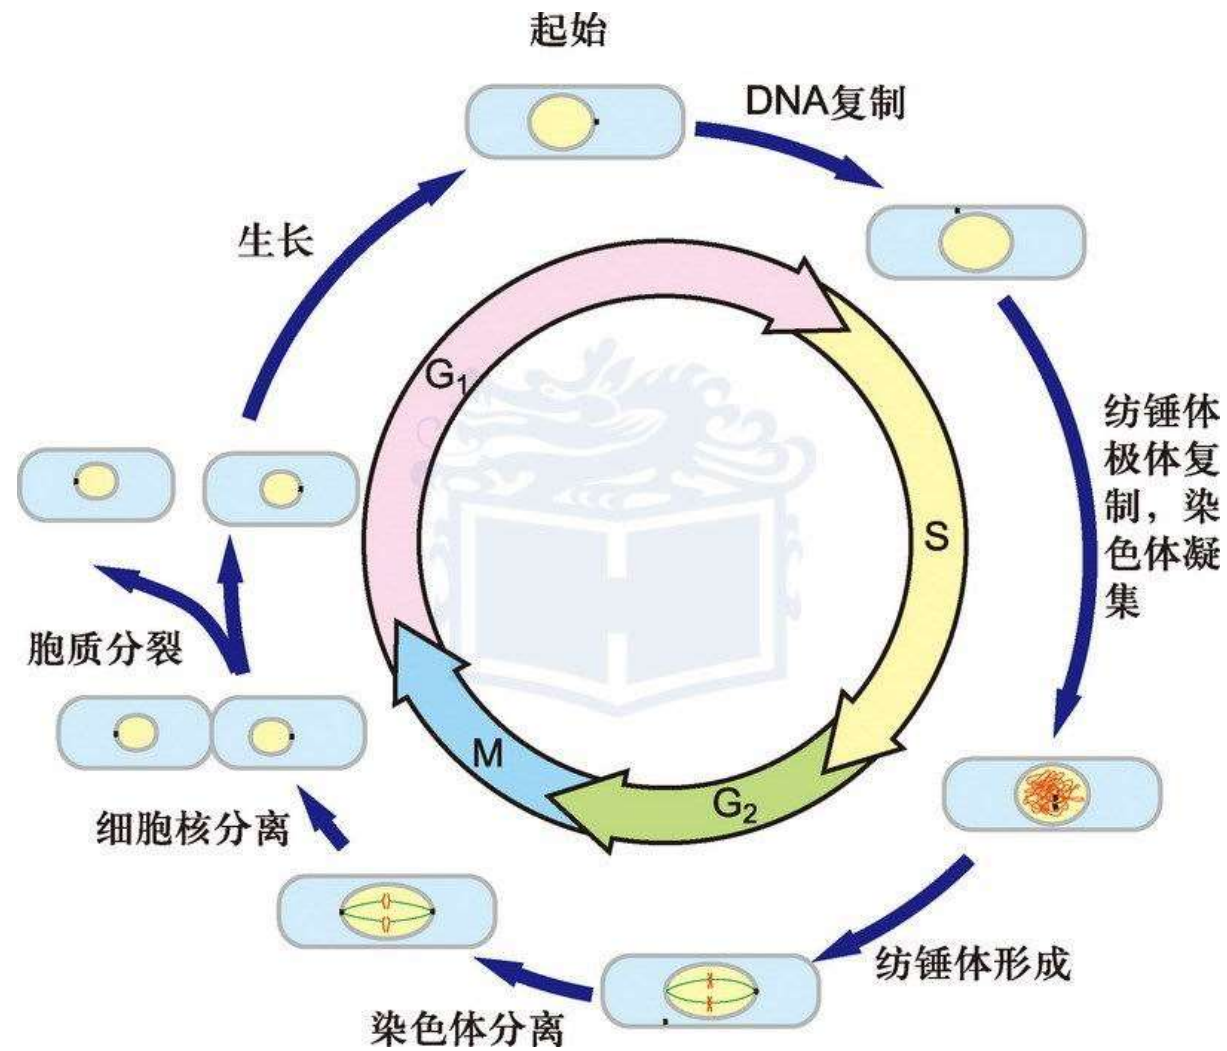 起始
DNA复制
生长
G₁
纺锤体
极体复
制，染
色体凝
集
S
胞质分裂
M
G₂
细胞核分离
纺锤体形成
染色体分离